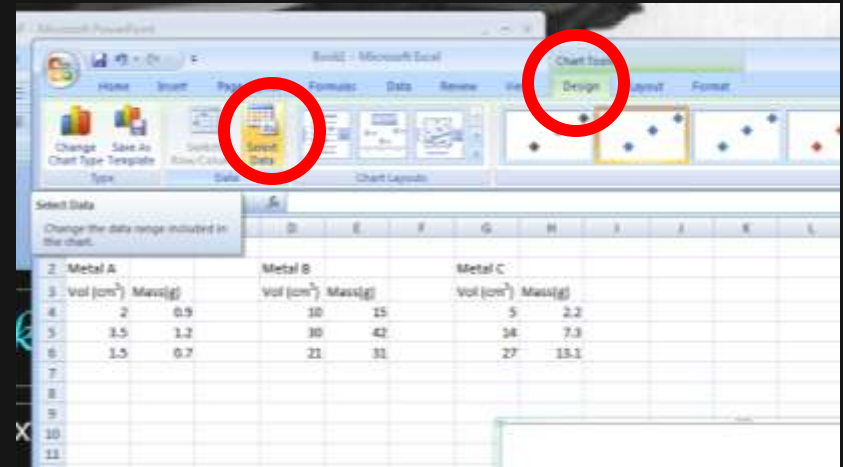 Microsoft PowerPoint
Book1 - Microsoft Excel
Chart Tools
Home Insert Page Formulas Data Review View Design Layout Format
Change Chart Type
Save As Template
Select Data
Type
Data
Chart Layouts
Select Data
Change the data range included in
the chart.
D E F G H I J K L
2 Metal A Metal B Metal C
3 Vol (cm³) Mass(g) Vol (cm³) Mass(g) Vol (cm³) Mass(g)
4 2 0.9 10 15 5 2.2
5 3.5 1.2 30 42 14 7.3
6 1.5 0.7 21 31 27 13.1
7
8
9
10
11